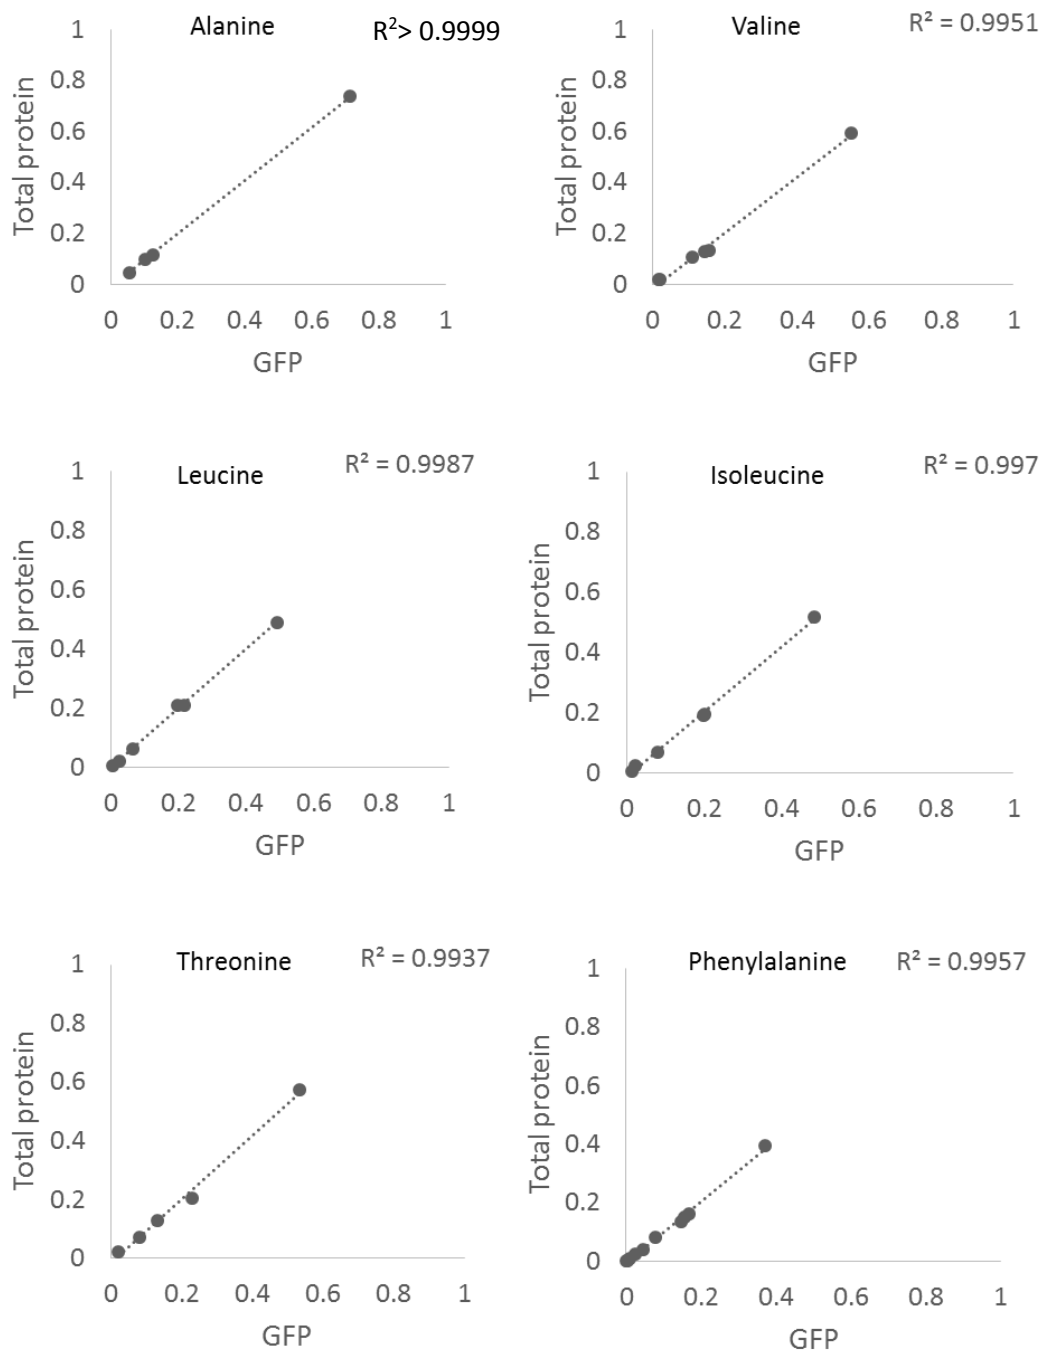 Alanine
R²> 0.9999
1
0.8
0.6
0.4
0.2
0
Total protein
0 0.2 0.4 0.6 0.8 1
GFP
Valine
R² = 0.9951
1
0.8
0.6
0.4
0.2
0
Total protein
0 0.2 0.4 0.6 0.8 1
GFP
Leucine
R² = 0.9987
1
0.8
0.6
0.4
0.2
0
Total protein
0 0.2 0.4 0.6 0.8 1
GFP
Isoleucine
R² = 0.997
1
0.8
0.6
0.4
0.2
0
Total protein
0 0.2 0.4 0.6 0.8 1
GFP
Threonine
R² = 0.9937
1
0.8
0.6
0.4
0.2
0
Total protein
0 0.2 0.4 0.6 0.8 1
GFP
Phenylalanine
R² = 0.9957
1
0.8
0.6
0.4
0.2
0
Total protein
0 0.2 0.4 0.6 0.8 1
GFP